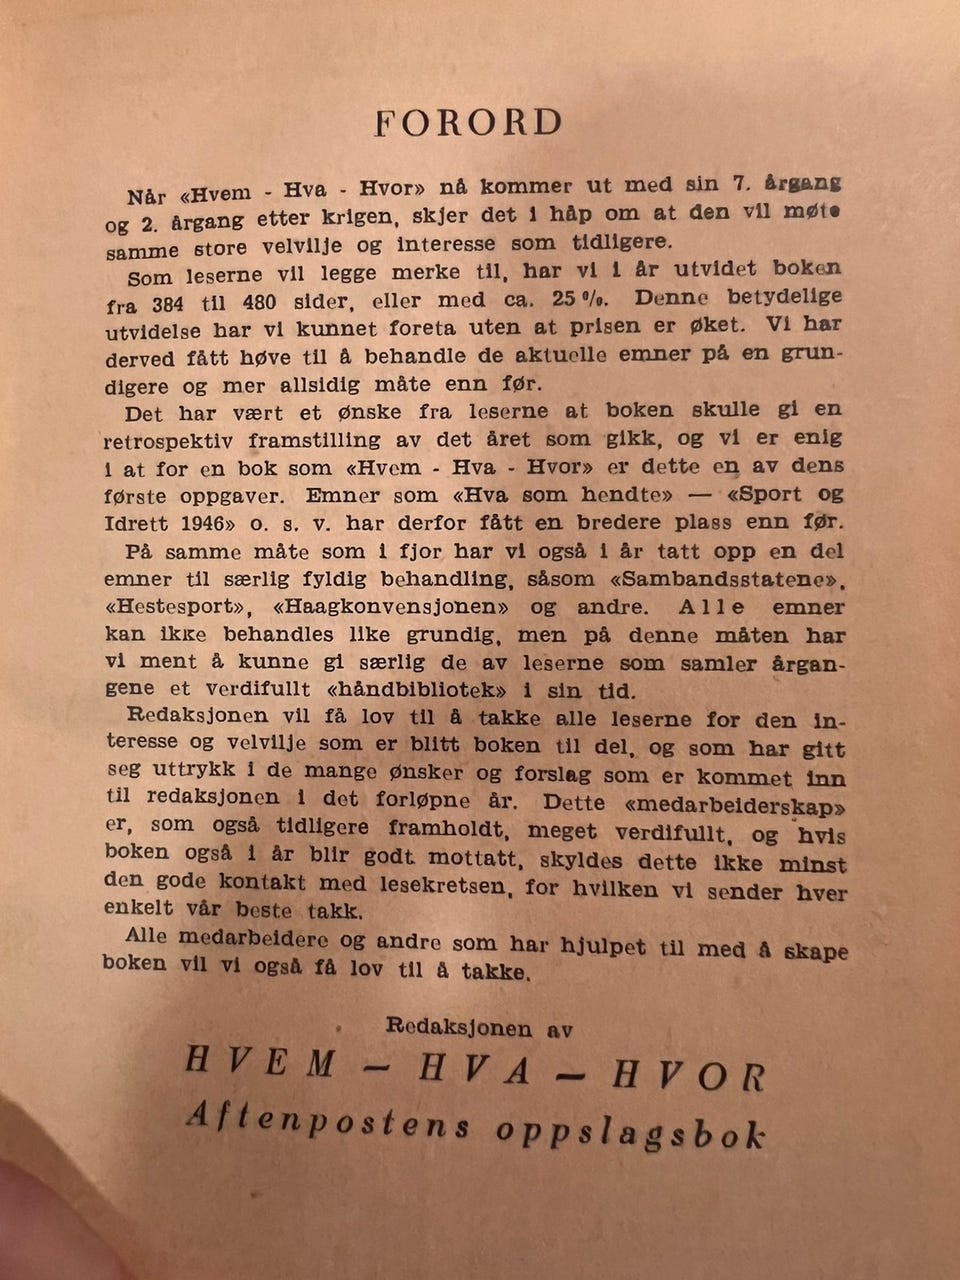 FORORD
Når «Hvem - Hva - Hvor» nå kommer ut med sin 7. årgang
og 2. årgang etter krigen, skjer det i håp om at den vil møte
samme store velvilje og interesse som tidligere.
Som leserne vil legge merke til, har vi i år utvidet boken
fra 384 til 480 sider, eller med ca. 25 %. Denne betydelige
utvidelse har vi kunnet foreta uten at prisen er øket. Vi har
derved fått høve til å behandle de aktuelle emner på en grun-
digere og mer allsidig måte enn før.
Det har vært et ønske fra leserne at boken skulle gi en
retrospektiv framstilling av det året som gikk, og vi er enig
i at for en bok som «Hvem - Hva - Hvor» er dette en av dens
første oppgaver. Emner som «Hva som hendte» — «Sport og
Idrett 1946» o. s. v. har derfor fått en bredere plass enn før.
På samme måte som i fjor har vi også i år tatt opp en del
emner til særlig fyldig behandling, såsom «Sambandsstatene»,
«Hestesport», «Haagkonvensjonen» og andre. Alle emner
kan ikke behandles like grundig, men på denne måten har
vi ment å kunne gi særlig de av leserne som samler årgan-
gene et verdifullt «håndbibliotek» i sin tid.
Redaksjonen vil få lov til å takke alle leserne for den in-
teresse og velvilje som er blitt boken til del, og som har gitt
seg uttrykk i de mange ønsker og forslag som er kommet inn
til redaksjonen i det forløpne år. Dette «medarbeiderskap»
er, som også tidligere framholdt, meget verdifullt, og hvis
boken også i år blir godt mottatt, skyldes dette ikke minst
den gode kontakt med lesekretsen, for hvilken vi sender hver
enkelt vår beste takk.
Alle medarbeidere og andre som har hjulpet til med å skape
boken vil vi også få lov til å takke.
Redaksjonen av
HVEM — HVA — HVOR
Aftenpostens oppslagsbok